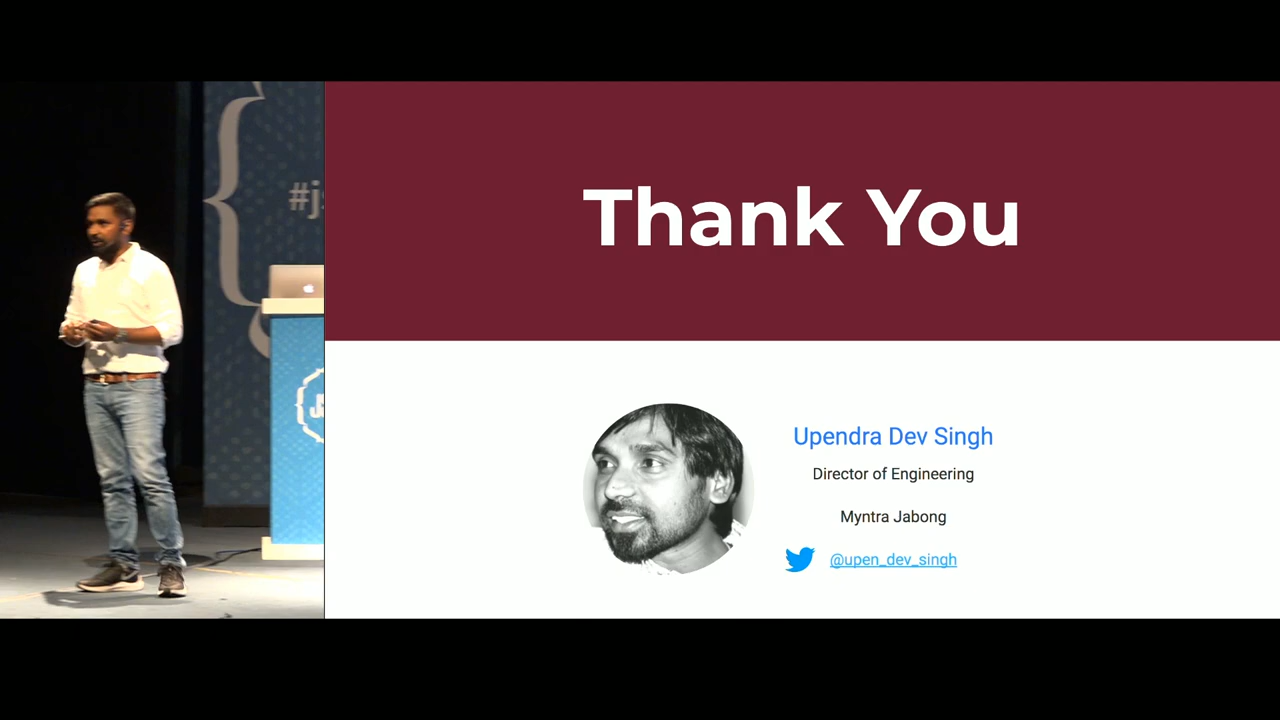 #j
Thank You
Upendra Dev Singh
Director of Engineering
Myntra Jabong
@upen_dev_singh